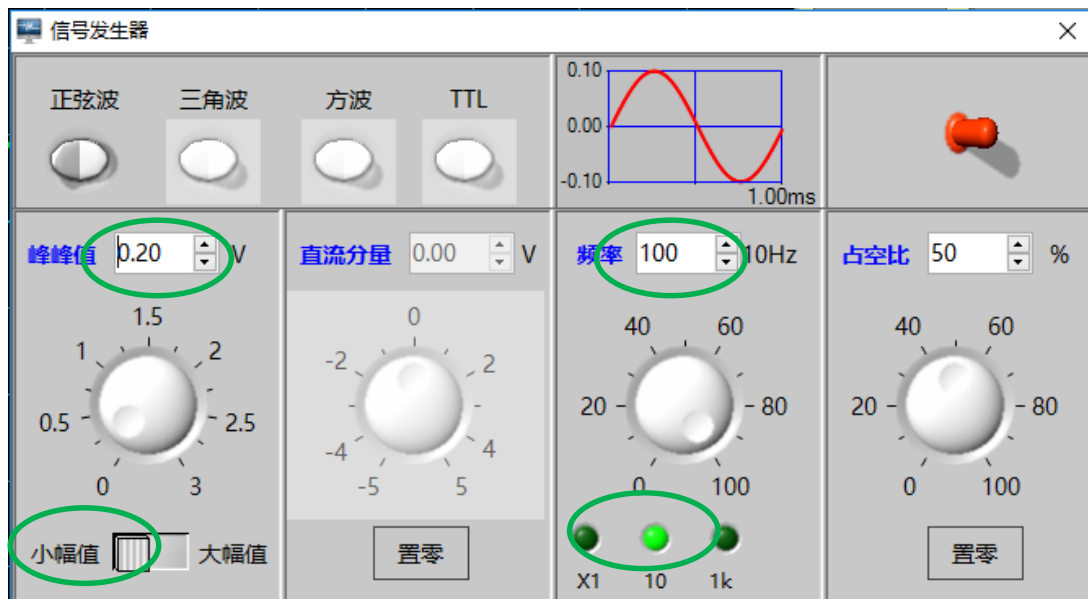 信号发生器
正弦波 三角波 方波 TTL
0.10
0.00
-0.10
1.00ms
峰峰值 0.20 V
1.5
1 2
0.5 2.5
0 3
小幅值 大幅值
直流分量 0.00 V
0
-2 2
-4 4
-5 5
置零
频率 100 10Hz
40 60
20 80
0 100
X1 10 1k
占空比 50 %
40 60
20 80
0 100
置零